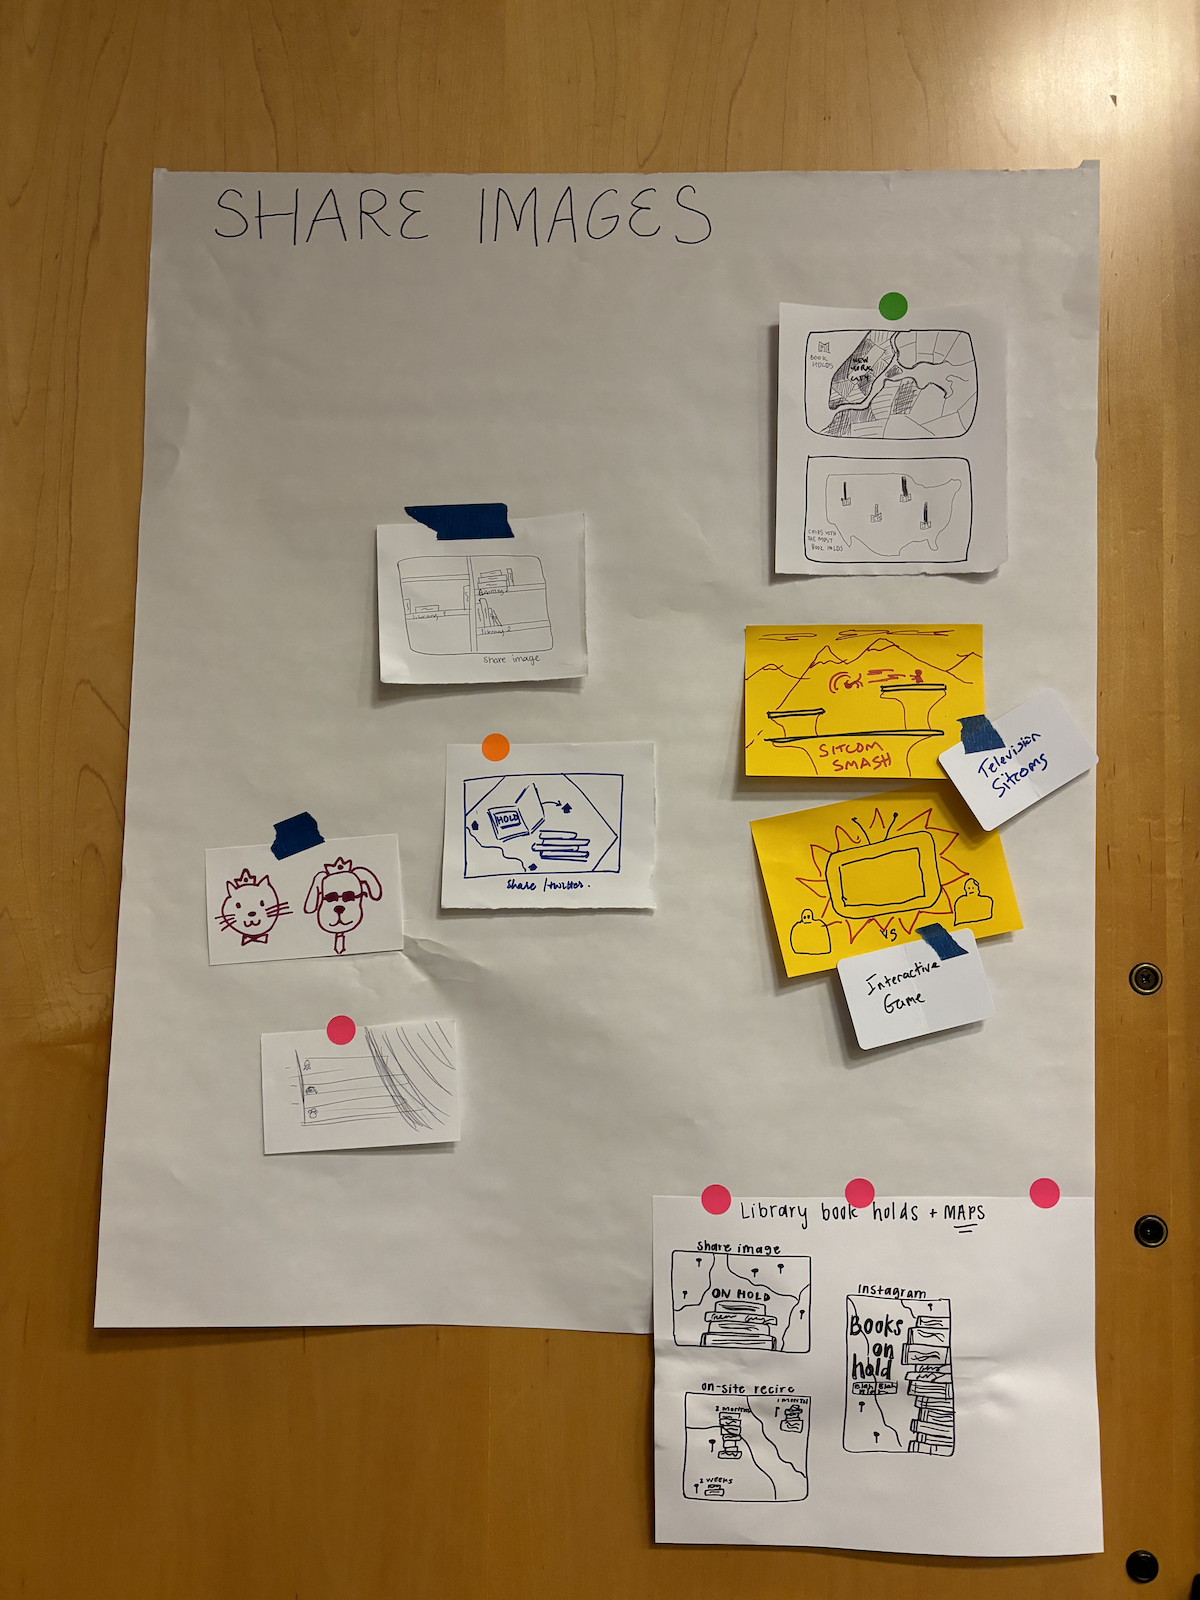 SHARE IMAGES
BOOK
HOLDS
NEW
YORK
CITY
CITIES WITH
THE MOST
BOOK HOLDS
library 1
library 2
share image
SITCOM
SMASH
Television
Sitcoms
HOLD
share / twitter.
VS
Interactive
Game
Library book holds + MAPS
share image
ON HOLD
instagram
Books
on
hold
Blah Blah
on-site recirc
3 MONTHS
1 MONTH
2 WEEKS